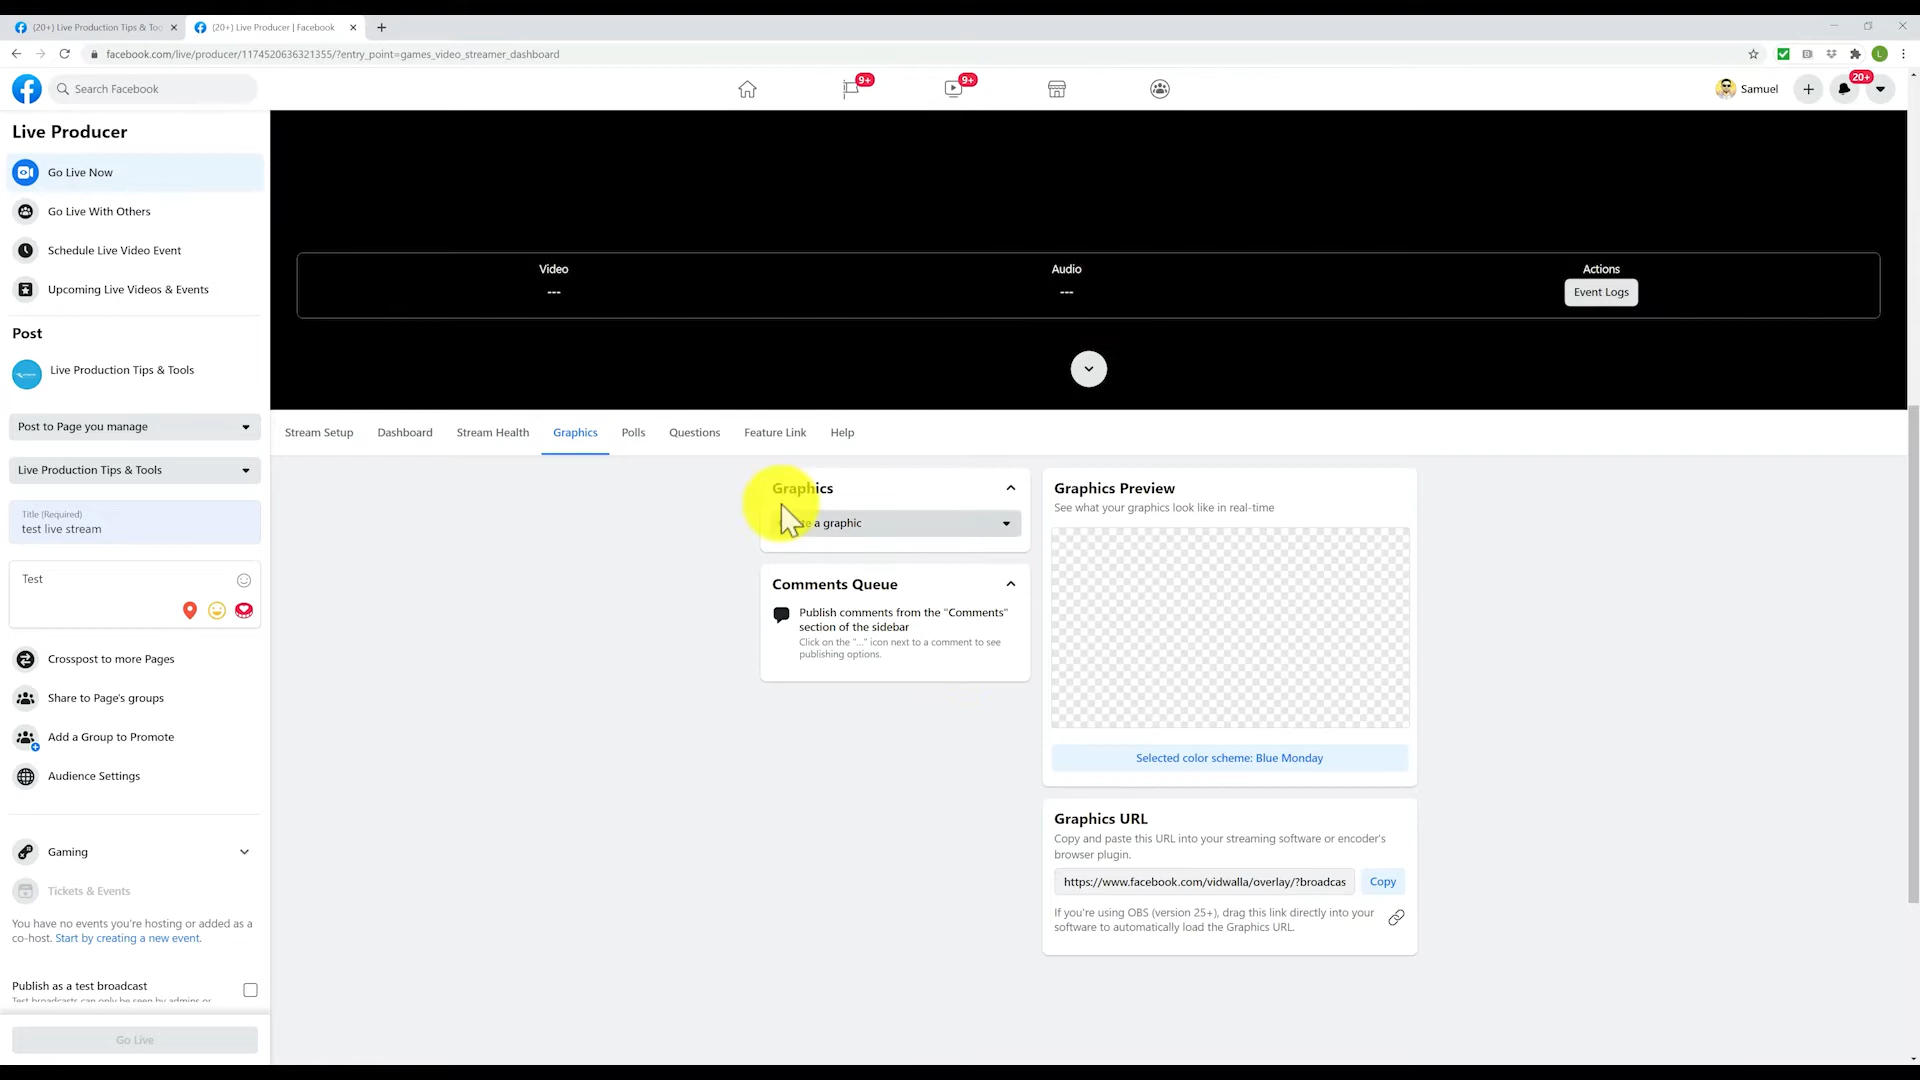 (20+) Live Production Tips & Too
(20+) Live Producer | Facebook
facebook.com/live/producer/1174520636321355/?entry_point=games_video_streamer_dashboard
L
Search Facebook
9+
9+
Samuel
20+
Live Producer
Go Live Now
Go Live With Others
Schedule Live Video Event
Upcoming Live Videos & Events
Post
Live Production Tips & Tools
Post to Page you manage
Live Production Tips & Tools
Title (Required)
test live stream
Test
Crosspost to more Pages
Share to Page's groups
Add a Group to Promote
Audience Settings
Gaming
Tickets & Events
You have no events you're hosting or added as a
co-host. Start by creating a new event.
Publish as a test broadcast
Test broadcasts can only be seen by admins or
Go Live
Video
---
Audio
---
Actions
Event Logs
Stream Setup
Dashboard
Stream Health
Graphics
Polls
Questions
Feature Link
Help
Graphics
a graphic
Comments Queue
Publish comments from the "Comments"
section of the sidebar
Click on the "..." icon next to a comment to see
publishing options.
Graphics Preview
See what your graphics look like in real-time
Selected color scheme: Blue Monday
Graphics URL
Copy and paste this URL into your streaming software or encoder's
browser plugin.
https://www.facebook.com/vidwalla/overlay/?broadcas
Copy
If you're using OBS (version 25+), drag this link directly into your
software to automatically load the Graphics URL.